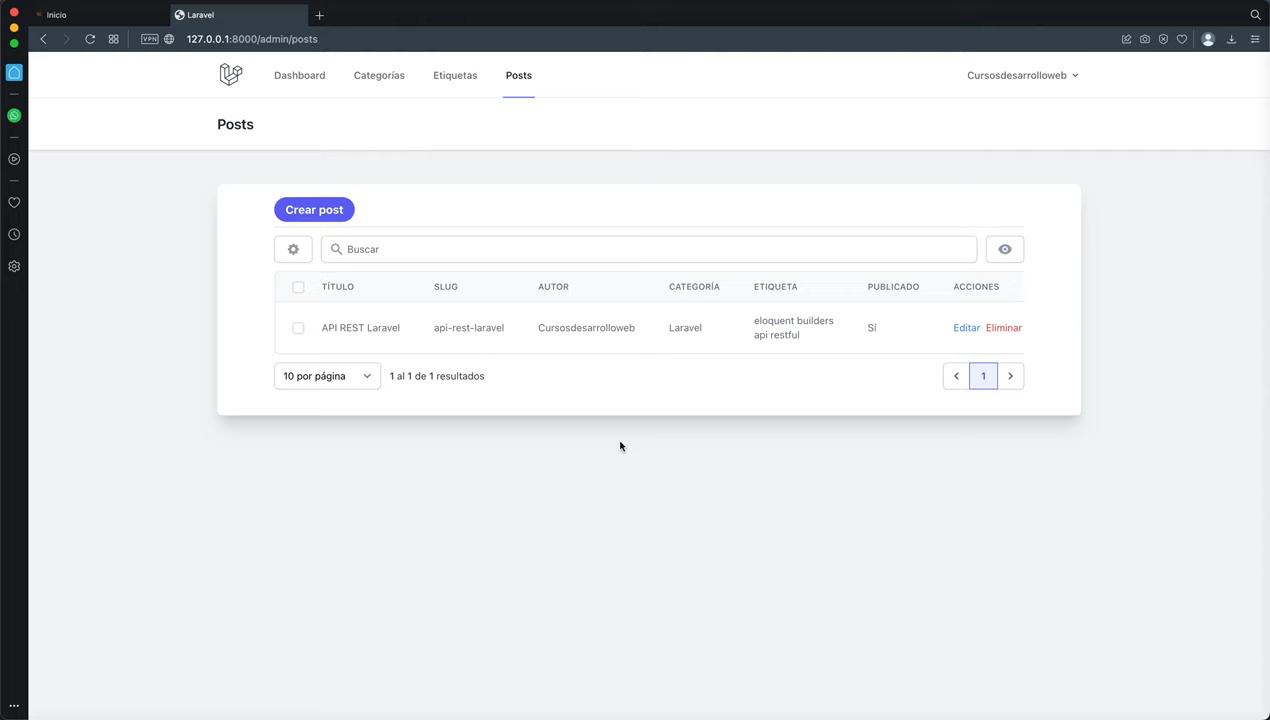 Inicio
Laravel
VPN
127.0.0.1:8000/admin/posts
Dashboard
Categorías
Etiquetas
Posts
Cursosdesarrolloweb
Posts
Crear post
Buscar
TÍTULO SLUG AUTOR CATEGORÍA ETIQUETA PUBLICADO ACCIONES
API REST Laravel api-rest-laravel Cursosdesarrolloweb Laravel eloquent builders
api restful
Sí Editar Eliminar
10 por página
1 al 1 de 1 resultados
1